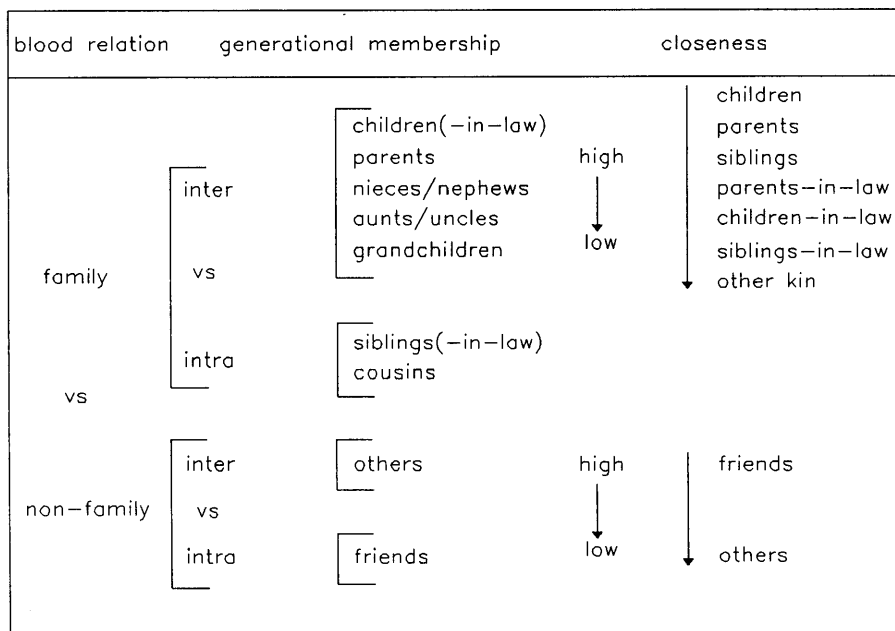 blood relation generational membership closeness
children
children(-in-law) parents
parents high siblings
inter nieces/nephews parents-in-law
aunts/uncles children-in-law
grandchildren low siblings-in-law
family vs other kin
intra siblings(-in-law)
cousins
vs
inter others high friends
non-family vs
intra friends low others